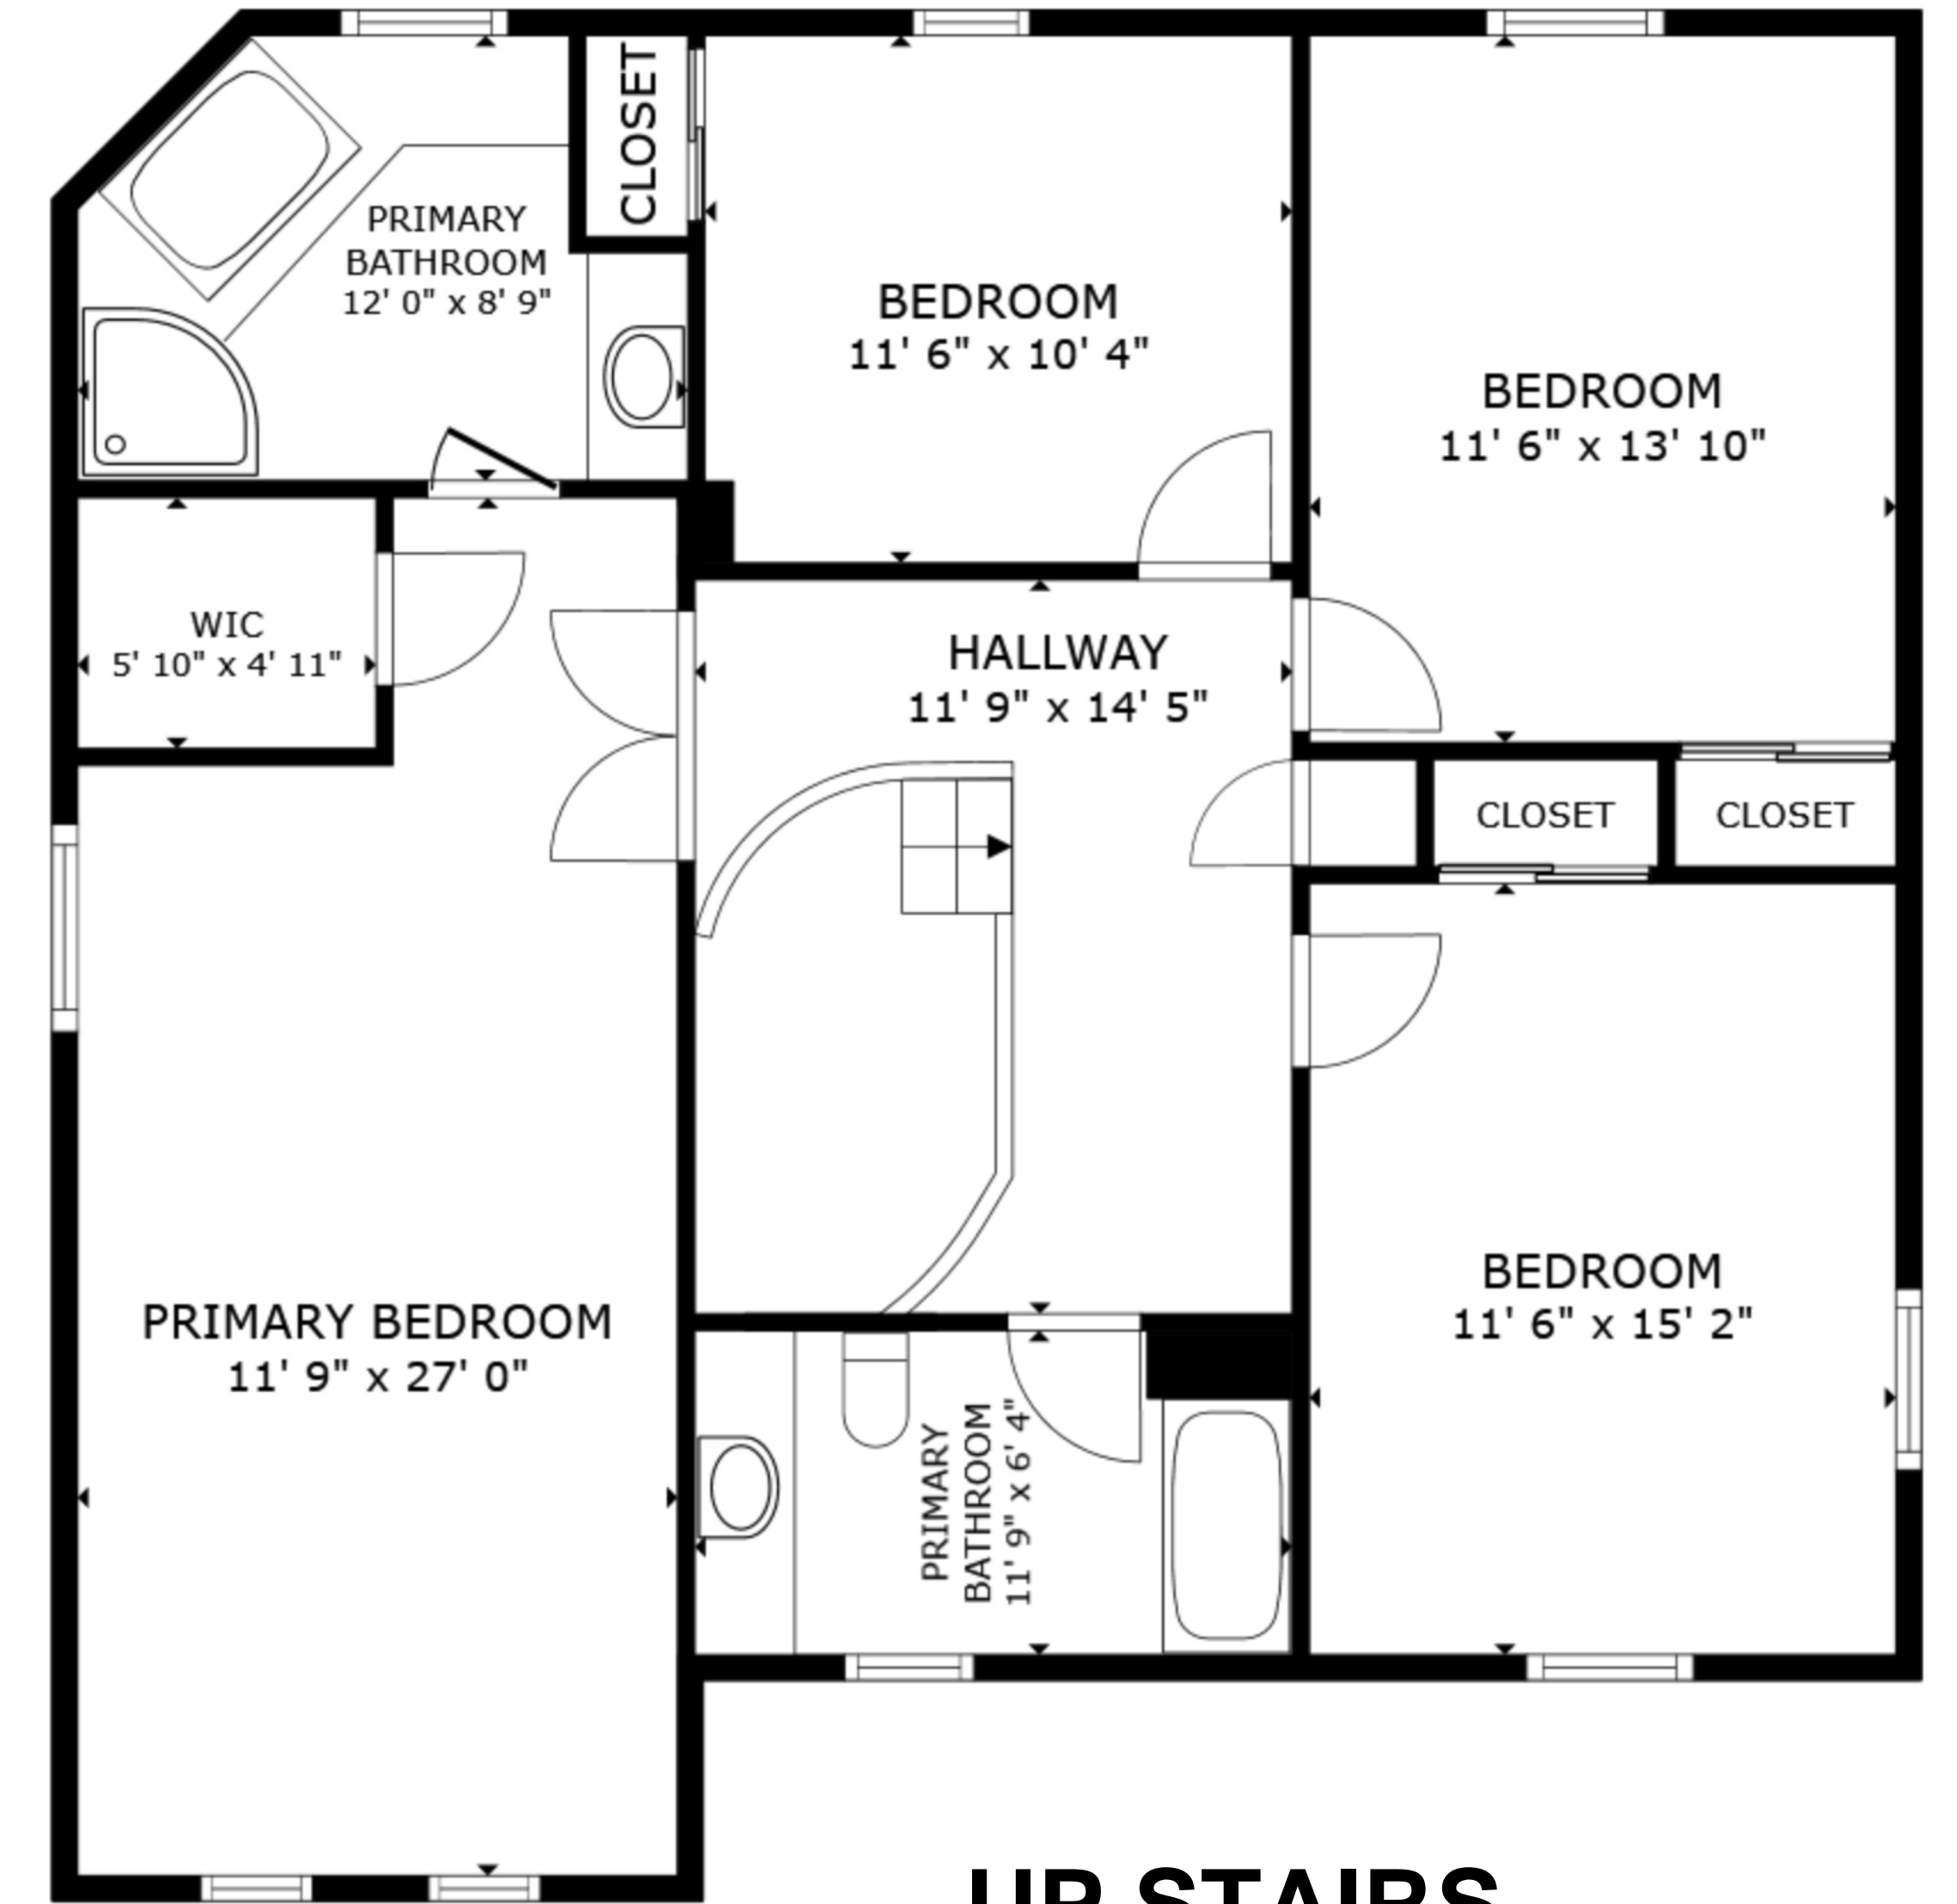 CLOSET
PRIMARY
BATHROOM
12' 0" x 8' 9"
BEDROOM
11' 6" x 10' 4"
BEDROOM
11' 6" x 13' 10"
WIC
5' 10" x 4' 11"
HALLWAY
11' 9" x 14' 5"
CLOSET
CLOSET
PRIMARY BEDROOM
11' 9" x 27' 0"
BEDROOM
11' 6" x 15' 2"
PRIMARY
BATHROOM
11' 9" x 6' 4"
UP STAIRS